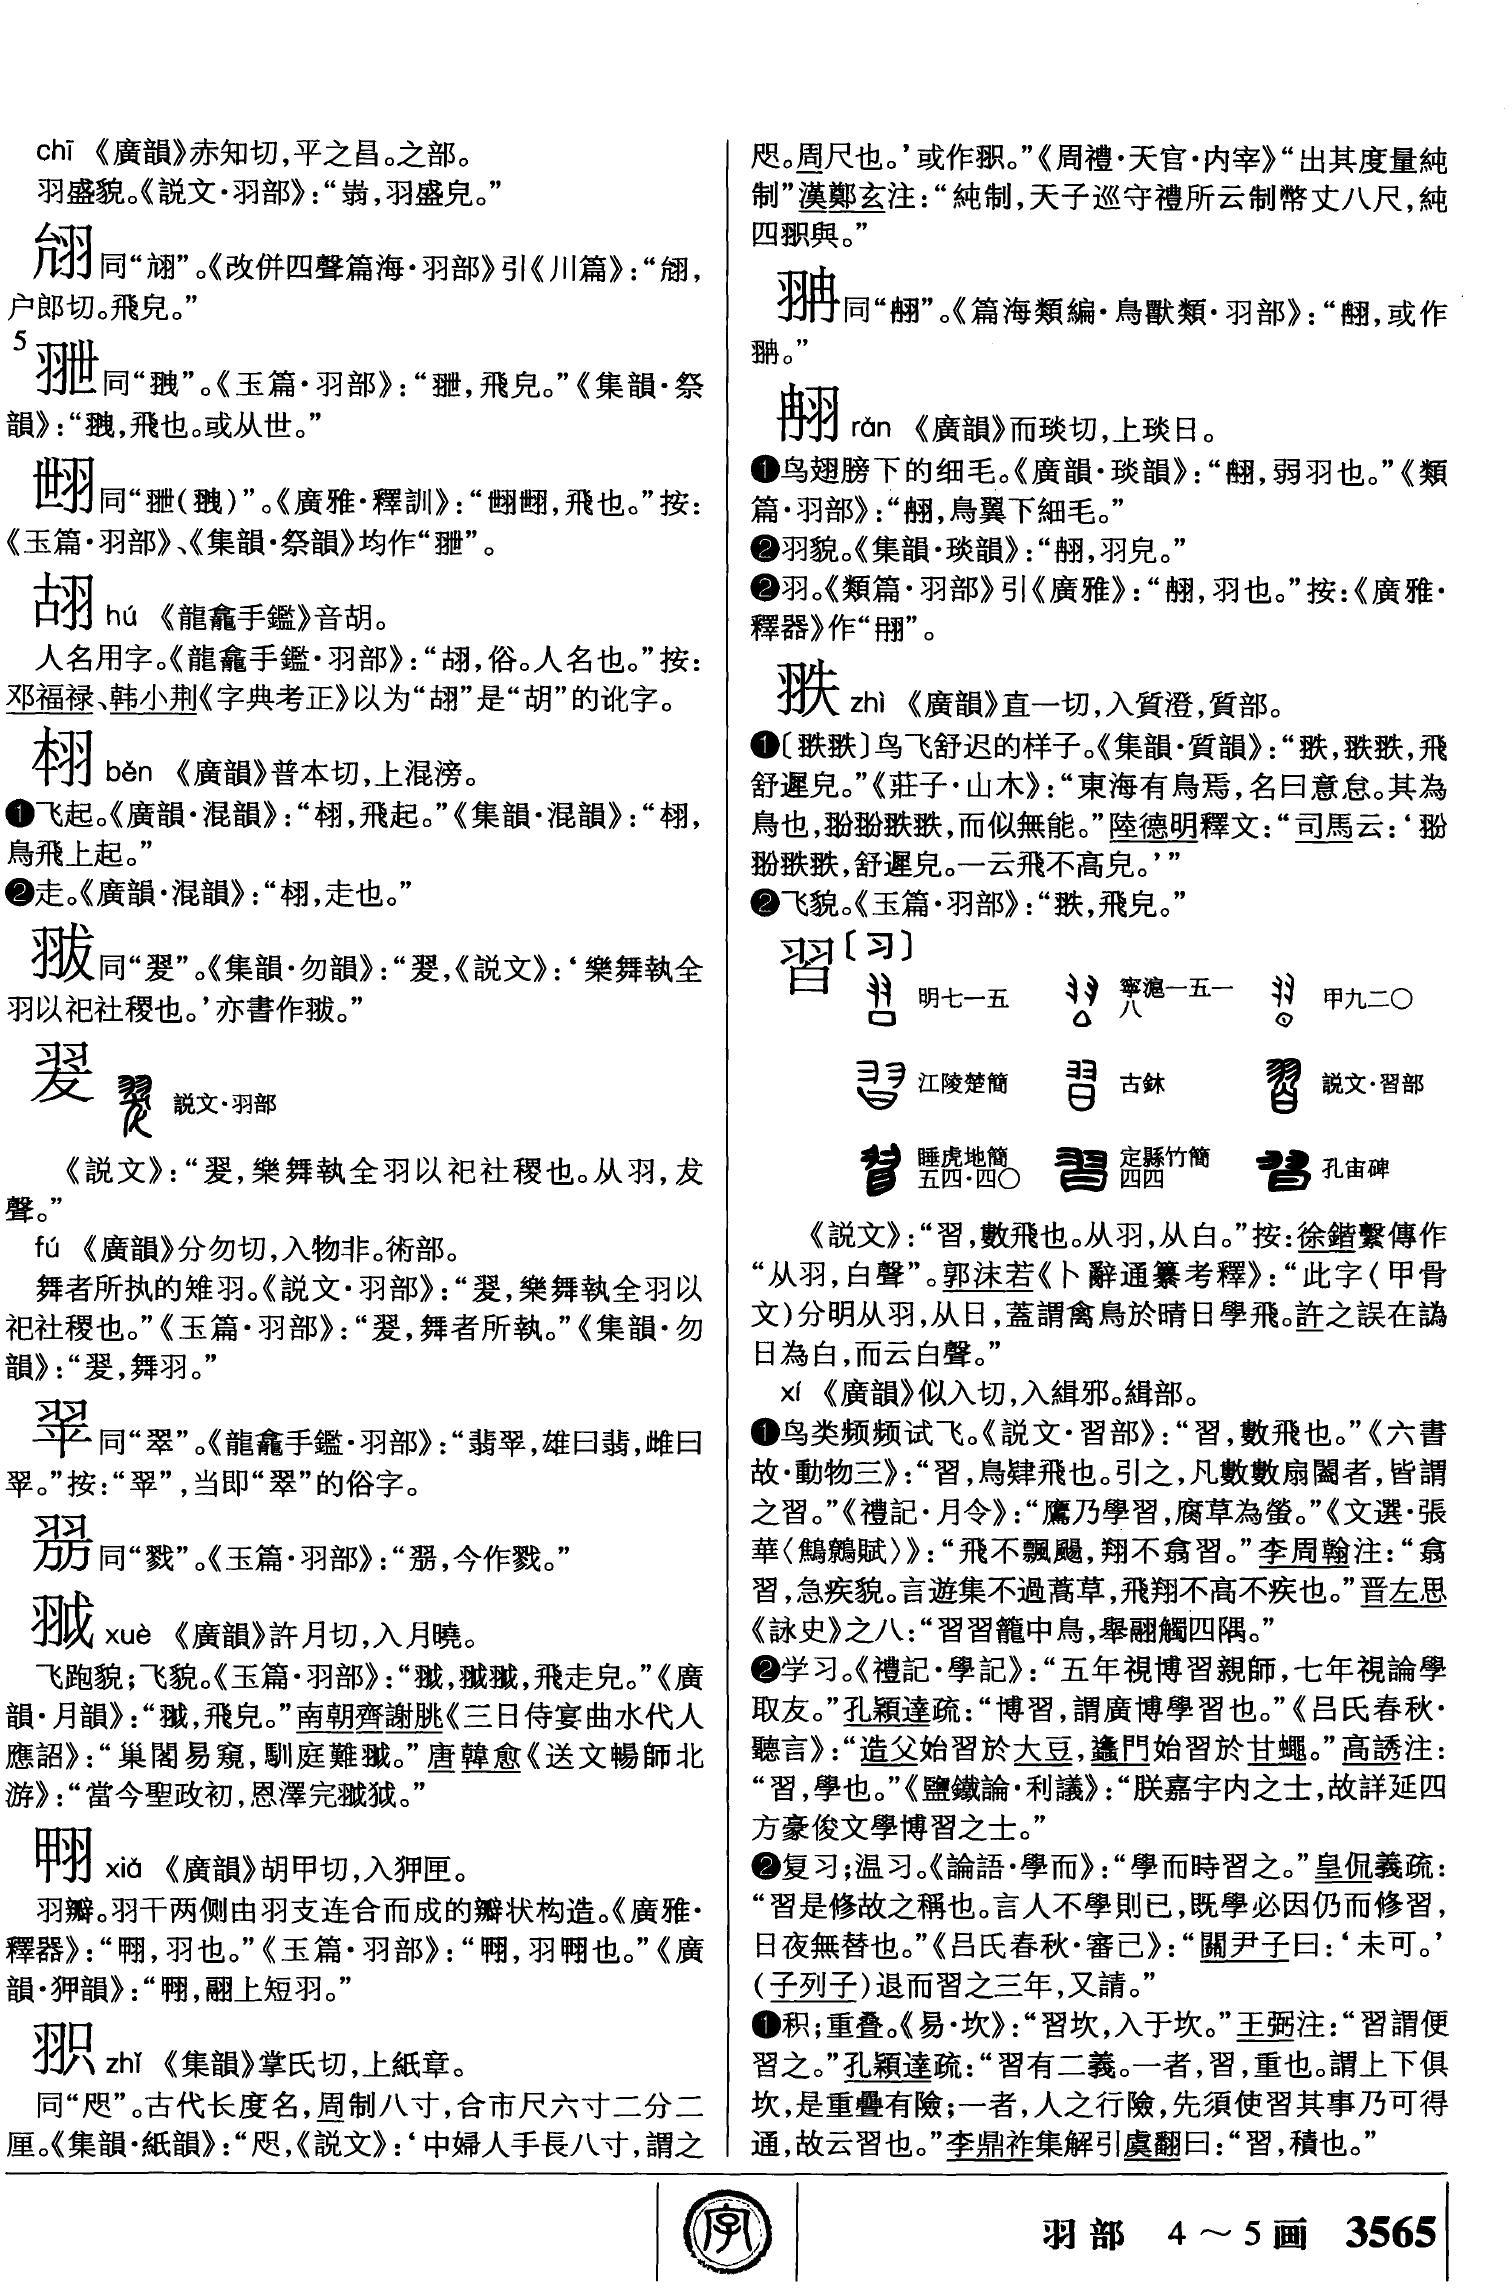 chī 《廣韻》赤知切，平之昌。之部。
羽盛貌。《説文·羽部》：“翄，羽盛皃。”
同“翃”。《改併四聲篇海·羽部》引《川篇》：“
户郎切。飛皃。”
5
䎈同“䎈”。《玉篇·羽部》：“飛皃。”《集韻·祭
韻》：“飛也。或从世。”
同“（）”。《廣雅·釋訓》：“飛也。”按：
《玉篇·羽部》、《集韻·祭韻》均作“”。
hú 《龍龕手鑑》音胡。
人名用字。《龍龕手鑑·羽部》：“俗。人名也。”按：
邓福禄、韩小荆《字典考正》以为“”是“胡”的讹字。
翉 běn 《廣韻》普本切，上混滂。
❶飞起。《廣韻·混韻》：“翉，飛起。”《集韻·混韻》：“翉，
鳥飛上起。”
❷走。《廣韻·混韻》：“翉，走也。”
同“翇”。《集韻·勿韻》：“翇，《説文》：‘樂舞執全
羽以祀社稷也。’亦書作。”
翇 説文·羽部
《説文》：“翇，樂舞執全羽以祀社稷也。从羽，犮
聲。”
fú 《廣韻》分勿切，入物非。術部。
舞者所执的雉羽。《説文·羽部》：“翇，樂舞執全羽以
祀社稷也。”《玉篇·羽部》：“翇，舞者所執。”《集韻·勿
韻》：“翇，舞羽。”
同“翠”。《龍龕手鑑·羽部》：“翡翠，雄曰翡，雌曰
。”按：“”，当即“翠”的俗字。
同“戮”。《玉篇·羽部》：“今作戮。”
翐 xuè 《廣韻》許月切，入月曉。
飞跑貌；飞貌。《玉篇·羽部》：“飛走皃。”《廣
韻·月韻》：“飛皃。”南朝齊謝朓《三日侍宴曲水代人
應詔》：“巢閣易窺，馴庭難。”唐韓愈《送文暢師北
游》：“當今聖政初，恩澤完狘。”
翈 xiá 《廣韻》胡甲切，入狎匣。
羽瓣。羽干两侧由羽支连合而成的瓣状构造。《廣雅·
釋器》：“翈，羽也。”《玉篇·羽部》：“翈，羽翈也。”《廣
韻·狎韻》：“翈，翮上短羽。”
zhǐ 《集韻》掌氏切，上紙章。
同“咫”。古代长度名，周制八寸，合市尺六寸二分二
厘。《集韻·紙韻》：“咫，《説文》：‘中婦人手長八寸，謂之
咫。周尺也。’或作。”《周禮·天官·内宰》“出其度量純
制”漢鄭玄注：“純制，天子巡守禮所云制幣丈八尺，純
四與。”
同“䎃”。《篇海類編·鳥獸類·羽部》：“䎃，或作
。”
䎃 rǎn 《廣韻》而琰切，上琰日。
❶鸟翅膀下的细毛。《廣韻·琰韻》：“䎃，弱羽也。”《類
篇·羽部》：“䎃，鳥翼下細毛。”
❷羽貌。《集韻·琰韻》：“䎃，羽皃。”
❷羽。《類篇·羽部》引《廣雅》：“䎃，羽也。”按：《廣雅·
釋器》作“”。
翐 zhì 《廣韻》直一切，入質澄，質部。
❶〔翐翐〕鸟飞舒迟的样子。《集韻·質韻》：“翐，翐翐，飛
舒遲皃。”《莊子·山木》：“東海有鳥焉，名曰意怠。其為
鳥也，翂翂翐翐，而似無能。”陸德明釋文：“司馬云：‘翂
翂翐翐，舒遲皃。一云飛不高皃。’”
❷飞貌。《玉篇·羽部》：“翐，飛皃。”
習〔习〕
明七一五 寧滬一五一八 甲九二〇
江陵楚簡 古鉥 説文·習部
睡虎地簡五四·四〇 定縣竹簡四四 孔宙碑
《説文》：“習，數飛也。从羽，从白。”按：徐鍇繫傳作
“从羽，白聲”。郭沫若《卜辭通纂考釋》：“此字（甲骨
文）分明从羽，从日，蓋謂禽鳥於晴日學飛。許之誤在譌
日為白，而云白聲。”
xí 《廣韻》似入切，入緝邪。緝部。
❶鸟类频频试飞。《説文·習部》：“習，數飛也。”《六書
故·動物三》：“習，鳥肄飛也。引之，凡數數扇闔者，皆謂
之習。”《禮記·月令》：“鷹乃學習，腐草為螢。”《文選·張
華〈鷦鷯賦〉》：“飛不飄颺，翔不翕習。”李周翰注：“翕
習，急疾貌。言遊集不過蒿草，飛翔不高不疾也。”晋左思
《詠史》之八：“習習籠中鳥，舉翮觸四隅。”
❷学习。《禮記·學記》：“五年視博習親師，七年視論學
取友。”孔穎達疏：“博習，謂廣博學習也。”《吕氏春秋·
聽言》：“造父始習於大豆，蠭門始習於甘蠅。”高誘注：
“習，學也。”《鹽鐵論·利議》：“朕嘉宇内之士，故詳延四
方豪俊文學博習之士。”
❷复习；温习。《論語·學而》：“學而時習之。”皇侃義疏：
“習是修故之稱也。言人不學則已，既學必因仍而修習，
日夜無替也。”《吕氏春秋·審己》：“關尹子曰：‘未可。’
（子列子）退而習之三年，又請。”
❶积；重叠。《易·坎》：“習坎，入于坎。”王弼注：“習謂便
習之。”孔穎達疏：“習有二義。一者，習，重也。謂上下俱
坎，是重疊有險；一者，人之行險，先須使習其事乃可得
通，故云習也。”李鼎祚集解引虞翻曰：“習，積也。”
字
羽部 4～5画 3565